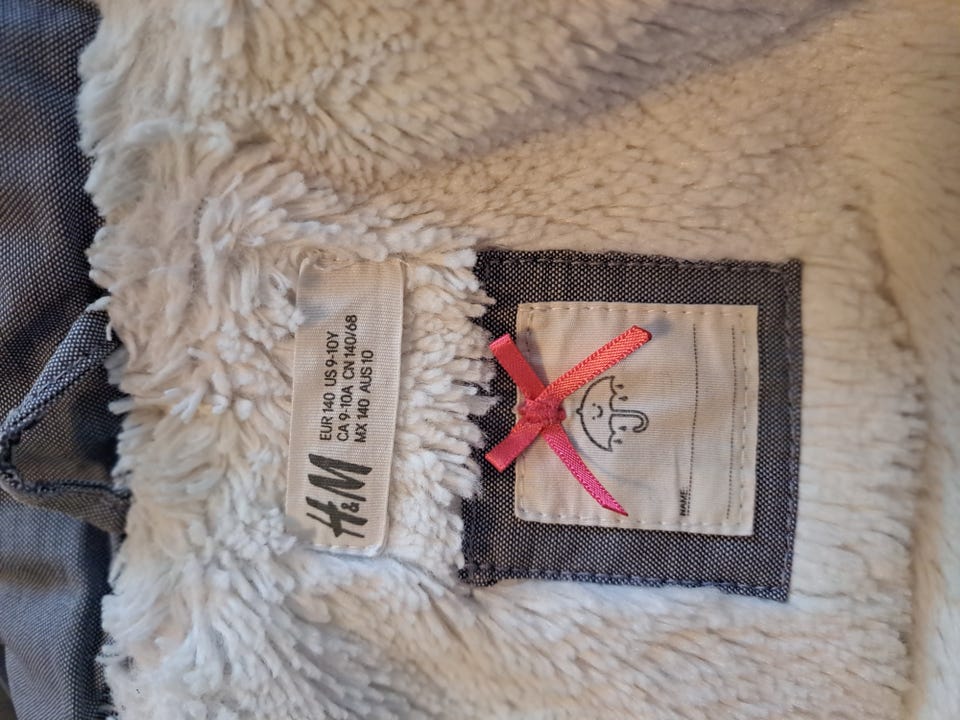 H&M
EUR 140 US 9-10Y
CA 9-10A CN 140/68
MX 140 AUS 10
NAME